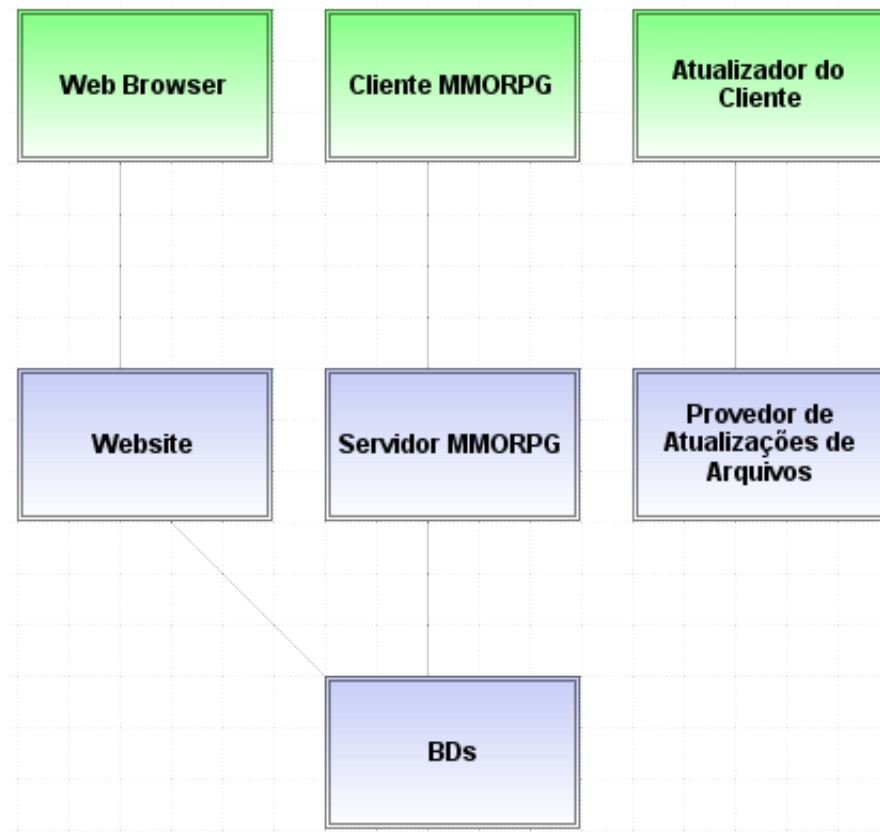 Web Browser
Cliente MMORPG
Atualizador do
Cliente
Website
Servidor MMORPG
Provedor de
Atualizações de
Arquivos
BDs